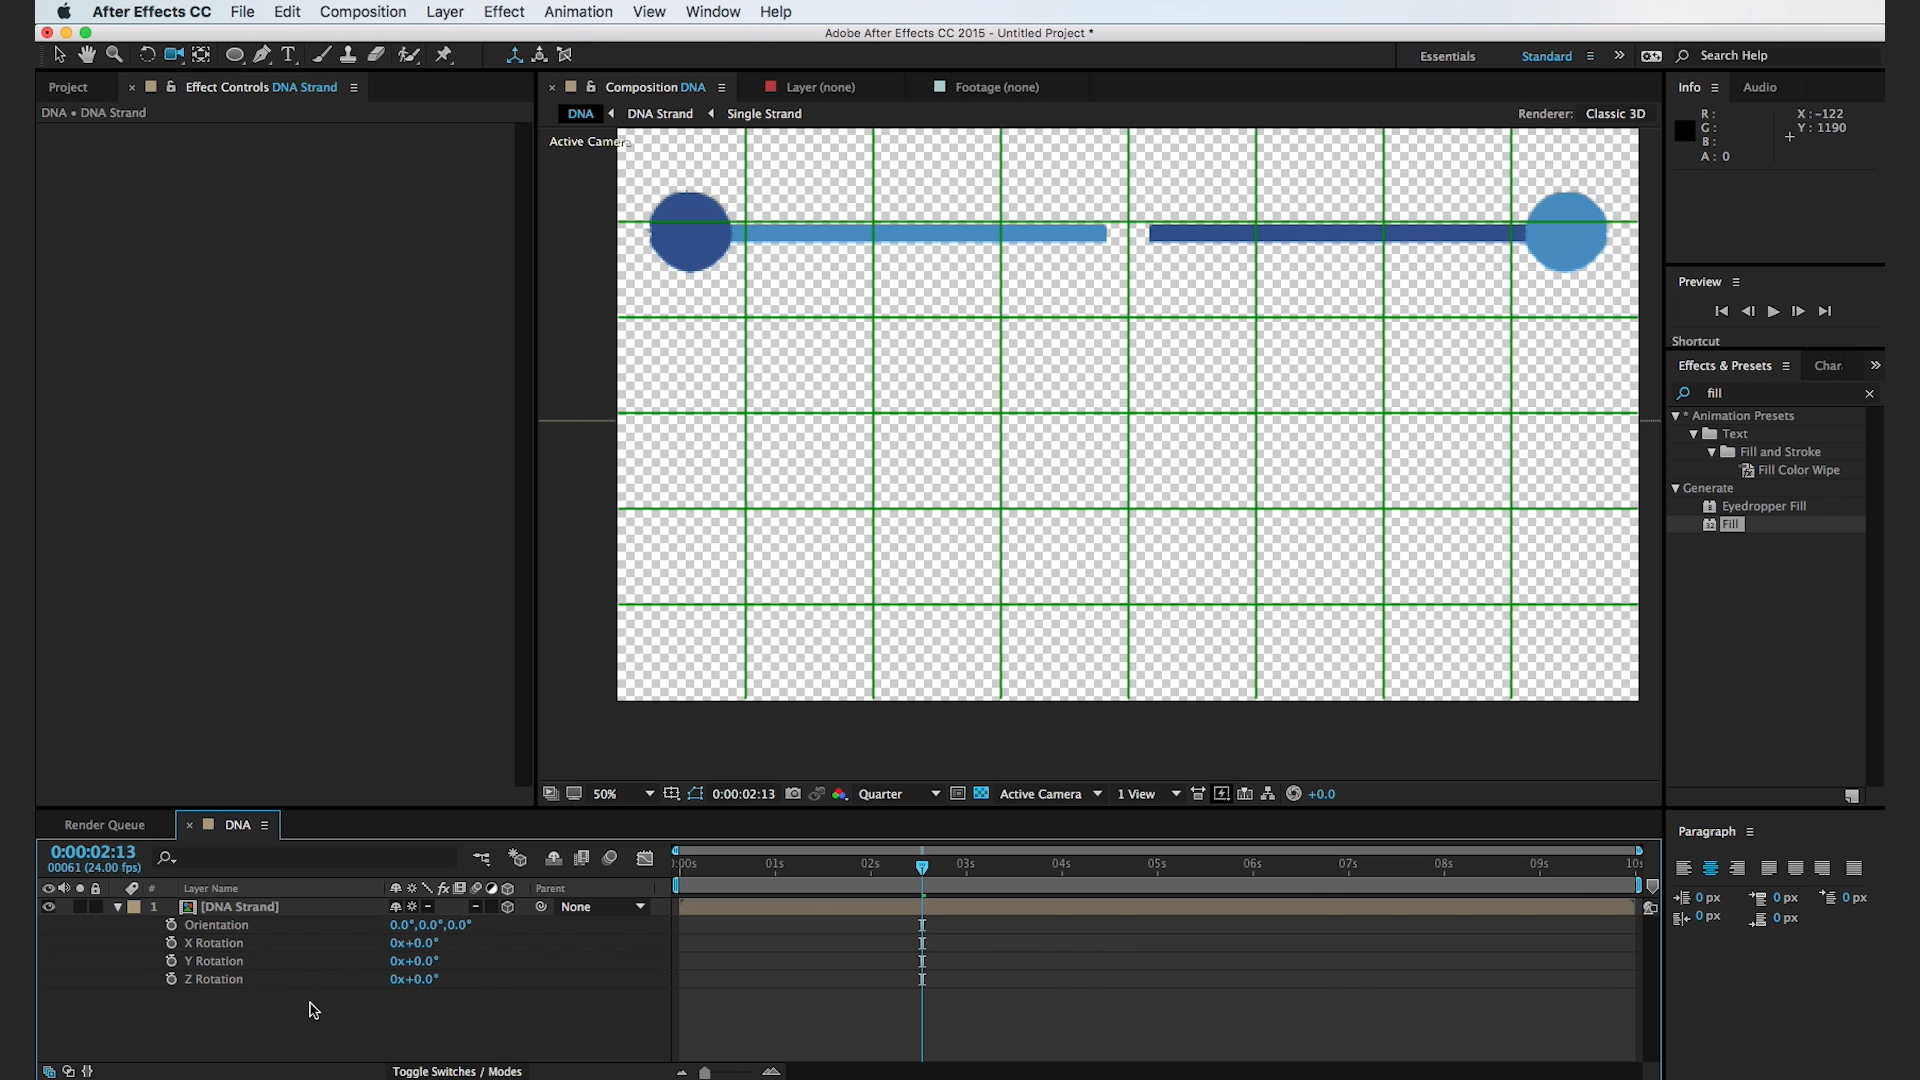 After Effects CC File Edit Composition Layer Effect Animation View Window Help
Adobe After Effects CC 2015 - Untitled Project *
Essentials Standard Search Help
Project Effect Controls DNA Strand Composition DNA Layer (none) Footage (none) Info Audio
DNA • DNA Strand
DNA DNA Strand Single Strand Renderer: Classic 3D
Active Camera
R: X: -122
G: Y: 1190
B:
A: 0
Preview
Shortcut
Effects & Presets Char
fill
* Animation Presets
Text
Fill and Stroke
Fill Color Wipe
Generate
Eyedropper Fill
Fill
50% 0:00:02:13 Quarter Active Camera 1 View +0.0
Render Queue DNA
Paragraph
0:00:02:13
00061 (24.00 fps)
:00s 01s 02s 03s 04s 05s 06s 07s 08s 09s 10s
# Layer Name Parent
1 [DNA Strand] None
Orientation 0.0°,0.0°,0.0°
X Rotation 0x+0.0°
Y Rotation 0x+0.0°
Z Rotation 0x+0.0°
0 px 0 px 0 px
0 px 0 px
Toggle Switches / Modes